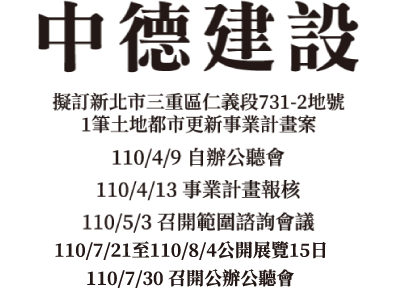 中德建設
擬訂新北市三重區仁義段731-2地號
1筆土地都市更新事業計畫案
110/4/9 自辦公聽會
110/4/13 事業計畫報核
110/5/3 召開範圍諮詢會議
110/7/21至110/8/4公開展覽15日
110/7/30 召開公辦公聽會